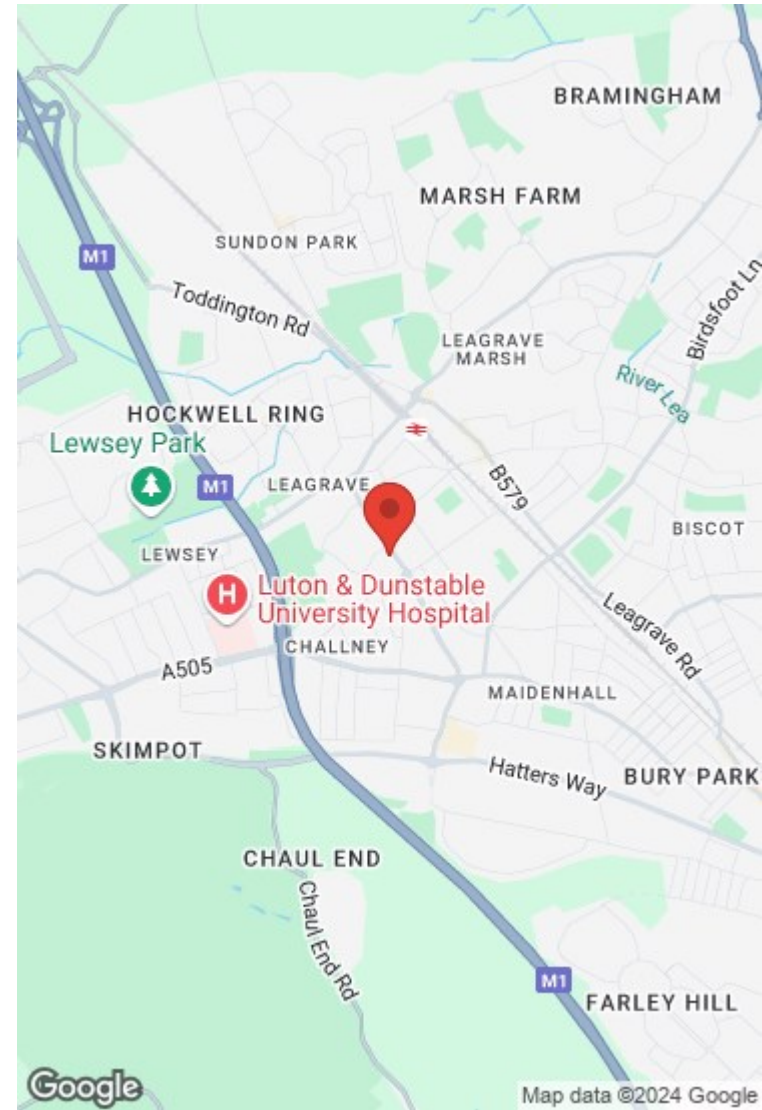 BRAMINGHAM
MARSH FARM
SUNDON PARK
M1
Toddington Rd
Birdsfoot Ln
LEAGRAVE
MARSH
River Lea
HOCKWELL RING
Lewsey Park
M1
LEAGRAVE
B579
BISCOT
LEWSEY
H
Luton & Dunstable
University Hospital
Leagrave Rd
CHALLNEY
A505
MAIDENHALL
SKIMPOT
Hatters Way
BURY PARK
CHAUL END
Chaul End Rd
M1
FARLEY HILL
Google
Map data ©2024 Google